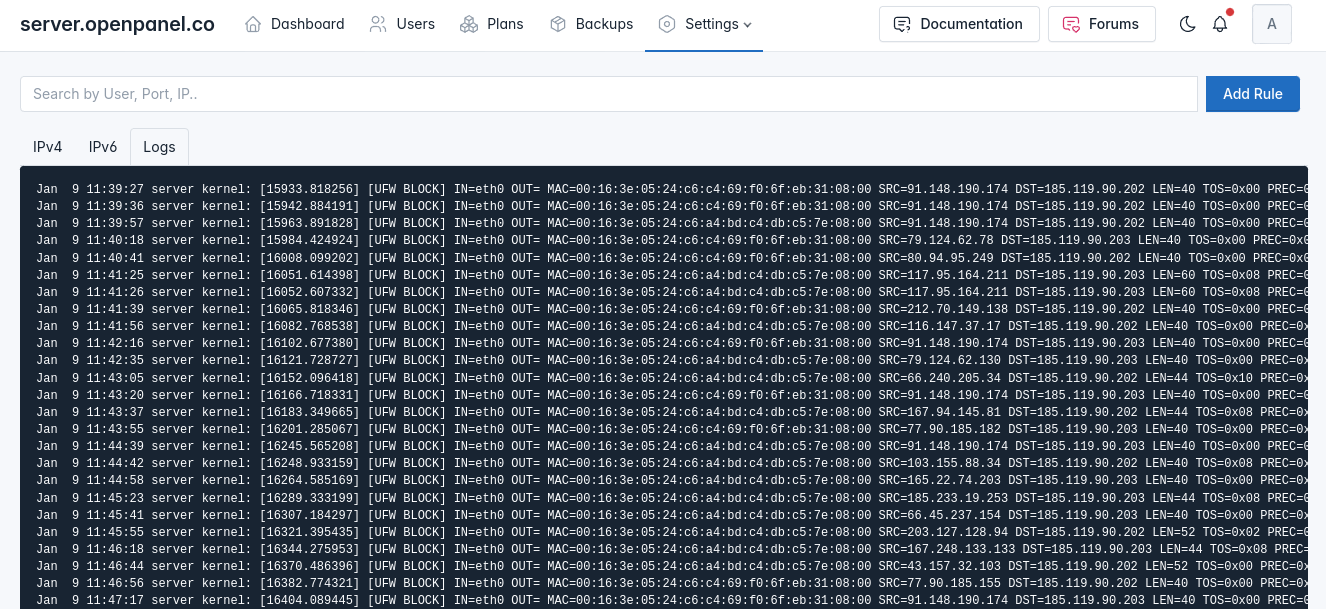 server.openpanel.co Dashboard Users Plans Backups Settings Documentation Forums A
Search by User, Port, IP.. Add Rule
IPv4 IPv6 Logs
Jan  9 11:39:27 server kernel: [15933.818256] [UFW BLOCK] IN=eth0 OUT= MAC=00:16:3e:05:24:c6:c4:69:f0:6f:eb:31:08:00 SRC=91.148.190.174 DST=185.119.90.202 LEN=40 TOS=0x00 PREC=0
Jan  9 11:39:36 server kernel: [15942.884191] [UFW BLOCK] IN=eth0 OUT= MAC=00:16:3e:05:24:c6:c4:69:f0:6f:eb:31:08:00 SRC=91.148.190.174 DST=185.119.90.202 LEN=40 TOS=0x00 PREC=0
Jan  9 11:39:57 server kernel: [15963.891828] [UFW BLOCK] IN=eth0 OUT= MAC=00:16:3e:05:24:c6:a4:bd:c4:db:c5:7e:08:00 SRC=91.148.190.174 DST=185.119.90.202 LEN=40 TOS=0x00 PREC=0
Jan  9 11:40:18 server kernel: [15984.424924] [UFW BLOCK] IN=eth0 OUT= MAC=00:16:3e:05:24:c6:c4:69:f0:6f:eb:31:08:00 SRC=79.124.62.78 DST=185.119.90.203 LEN=40 TOS=0x00 PREC=0x0
Jan  9 11:40:41 server kernel: [16008.099202] [UFW BLOCK] IN=eth0 OUT= MAC=00:16:3e:05:24:c6:c4:69:f0:6f:eb:31:08:00 SRC=80.94.95.249 DST=185.119.90.202 LEN=40 TOS=0x00 PREC=0x0
Jan  9 11:41:25 server kernel: [16051.614398] [UFW BLOCK] IN=eth0 OUT= MAC=00:16:3e:05:24:c6:a4:bd:c4:db:c5:7e:08:00 SRC=117.95.164.211 DST=185.119.90.203 LEN=60 TOS=0x08 PREC=0
Jan  9 11:41:26 server kernel: [16052.607332] [UFW BLOCK] IN=eth0 OUT= MAC=00:16:3e:05:24:c6:a4:bd:c4:db:c5:7e:08:00 SRC=117.95.164.211 DST=185.119.90.203 LEN=60 TOS=0x08 PREC=0
Jan  9 11:41:39 server kernel: [16065.818346] [UFW BLOCK] IN=eth0 OUT= MAC=00:16:3e:05:24:c6:c4:69:f0:6f:eb:31:08:00 SRC=212.70.149.138 DST=185.119.90.202 LEN=40 TOS=0x00 PREC=0
Jan  9 11:41:56 server kernel: [16082.768538] [UFW BLOCK] IN=eth0 OUT= MAC=00:16:3e:05:24:c6:a4:bd:c4:db:c5:7e:08:00 SRC=116.147.37.17 DST=185.119.90.202 LEN=40 TOS=0x00 PREC=0x
Jan  9 11:42:16 server kernel: [16102.677380] [UFW BLOCK] IN=eth0 OUT= MAC=00:16:3e:05:24:c6:c4:69:f0:6f:eb:31:08:00 SRC=91.148.190.174 DST=185.119.90.203 LEN=40 TOS=0x00 PREC=0
Jan  9 11:42:35 server kernel: [16121.728727] [UFW BLOCK] IN=eth0 OUT= MAC=00:16:3e:05:24:c6:a4:bd:c4:db:c5:7e:08:00 SRC=79.124.62.130 DST=185.119.90.203 LEN=40 TOS=0x00 PREC=0x
Jan  9 11:43:05 server kernel: [16152.096418] [UFW BLOCK] IN=eth0 OUT= MAC=00:16:3e:05:24:c6:a4:bd:c4:db:c5:7e:08:00 SRC=66.240.205.34 DST=185.119.90.202 LEN=44 TOS=0x10 PREC=0x
Jan  9 11:43:20 server kernel: [16166.718331] [UFW BLOCK] IN=eth0 OUT= MAC=00:16:3e:05:24:c6:c4:69:f0:6f:eb:31:08:00 SRC=91.148.190.174 DST=185.119.90.203 LEN=40 TOS=0x00 PREC=0
Jan  9 11:43:37 server kernel: [16183.349665] [UFW BLOCK] IN=eth0 OUT= MAC=00:16:3e:05:24:c6:a4:bd:c4:db:c5:7e:08:00 SRC=167.94.145.81 DST=185.119.90.202 LEN=44 TOS=0x08 PREC=0x
Jan  9 11:43:55 server kernel: [16201.285067] [UFW BLOCK] IN=eth0 OUT= MAC=00:16:3e:05:24:c6:c4:69:f0:6f:eb:31:08:00 SRC=77.90.185.182 DST=185.119.90.203 LEN=40 TOS=0x00 PREC=0x
Jan  9 11:44:39 server kernel: [16245.565208] [UFW BLOCK] IN=eth0 OUT= MAC=00:16:3e:05:24:c6:a4:bd:c4:db:c5:7e:08:00 SRC=91.148.190.174 DST=185.119.90.203 LEN=40 TOS=0x00 PREC=0
Jan  9 11:44:42 server kernel: [16248.933159] [UFW BLOCK] IN=eth0 OUT= MAC=00:16:3e:05:24:c6:a4:bd:c4:db:c5:7e:08:00 SRC=103.155.88.34 DST=185.119.90.202 LEN=40 TOS=0x08 PREC=0x
Jan  9 11:44:58 server kernel: [16264.585169] [UFW BLOCK] IN=eth0 OUT= MAC=00:16:3e:05:24:c6:a4:bd:c4:db:c5:7e:08:00 SRC=165.22.74.203 DST=185.119.90.203 LEN=40 TOS=0x00 PREC=0x
Jan  9 11:45:23 server kernel: [16289.333199] [UFW BLOCK] IN=eth0 OUT= MAC=00:16:3e:05:24:c6:a4:bd:c4:db:c5:7e:08:00 SRC=185.233.19.253 DST=185.119.90.203 LEN=44 TOS=0x08 PREC=0
Jan  9 11:45:41 server kernel: [16307.184297] [UFW BLOCK] IN=eth0 OUT= MAC=00:16:3e:05:24:c6:a4:bd:c4:db:c5:7e:08:00 SRC=66.45.237.154 DST=185.119.90.203 LEN=40 TOS=0x00 PREC=0x
Jan  9 11:45:55 server kernel: [16321.395435] [UFW BLOCK] IN=eth0 OUT= MAC=00:16:3e:05:24:c6:a4:bd:c4:db:c5:7e:08:00 SRC=203.127.128.94 DST=185.119.90.202 LEN=52 TOS=0x02 PREC=0
Jan  9 11:46:18 server kernel: [16344.275953] [UFW BLOCK] IN=eth0 OUT= MAC=00:16:3e:05:24:c6:a4:bd:c4:db:c5:7e:08:00 SRC=167.248.133.133 DST=185.119.90.203 LEN=44 TOS=0x08 PREC=
Jan  9 11:46:44 server kernel: [16370.486396] [UFW BLOCK] IN=eth0 OUT= MAC=00:16:3e:05:24:c6:a4:bd:c4:db:c5:7e:08:00 SRC=43.157.32.103 DST=185.119.90.202 LEN=52 TOS=0x00 PREC=0x
Jan  9 11:46:56 server kernel: [16382.774321] [UFW BLOCK] IN=eth0 OUT= MAC=00:16:3e:05:24:c6:c4:69:f0:6f:eb:31:08:00 SRC=77.90.185.155 DST=185.119.90.202 LEN=40 TOS=0x00 PREC=0x
Jan  9 11:47:17 server kernel: [16404.089445] [UFW BLOCK] IN=eth0 OUT= MAC=00:16:3e:05:24:c6:c4:69:f0:6f:eb:31:08:00 SRC=91.148.190.174 DST=185.119.90.203 LEN=40 TOS=0x00 PREC=0